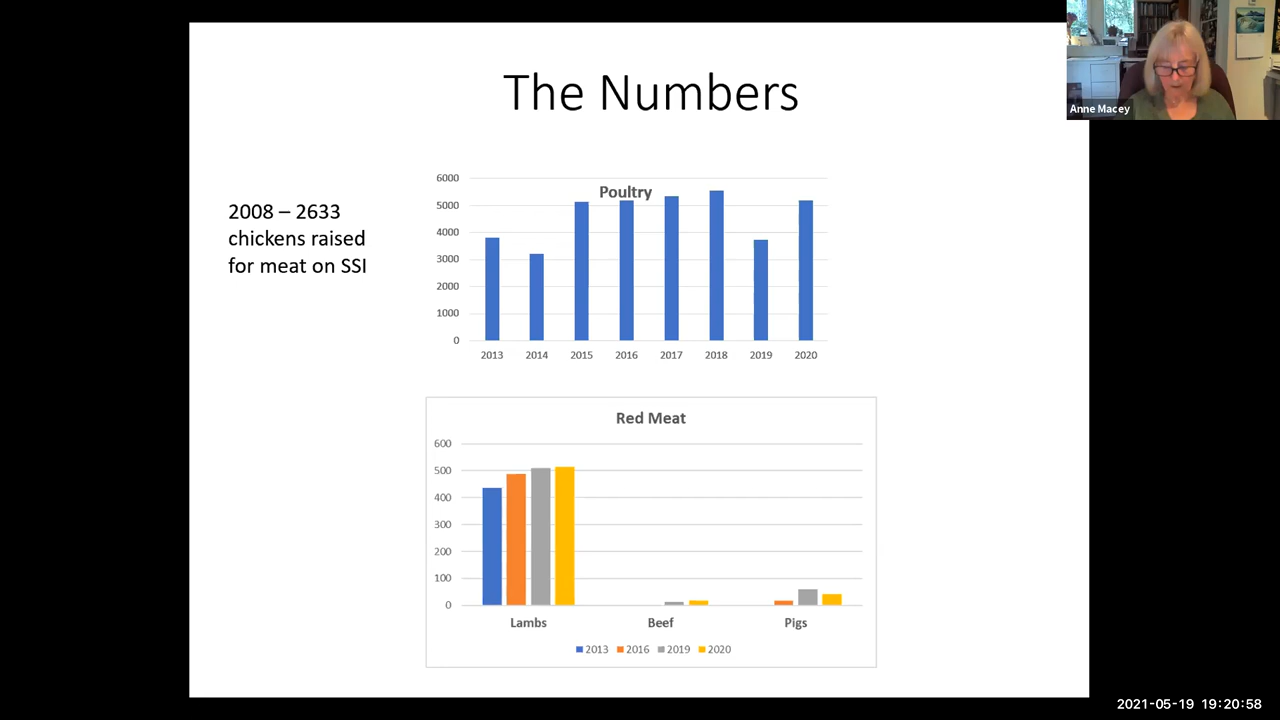 The Numbers
Anne Macey
2008 – 2633
chickens raised
for meat on SSI
Poultry
6000
5000
4000
3000
2000
1000
0
2013 2014 2015 2016 2017 2018 2019 2020
Red Meat
600
500
400
300
200
100
0
Lambs Beef Pigs
2013 2016 2019 2020
2021-05-19 19:20:58